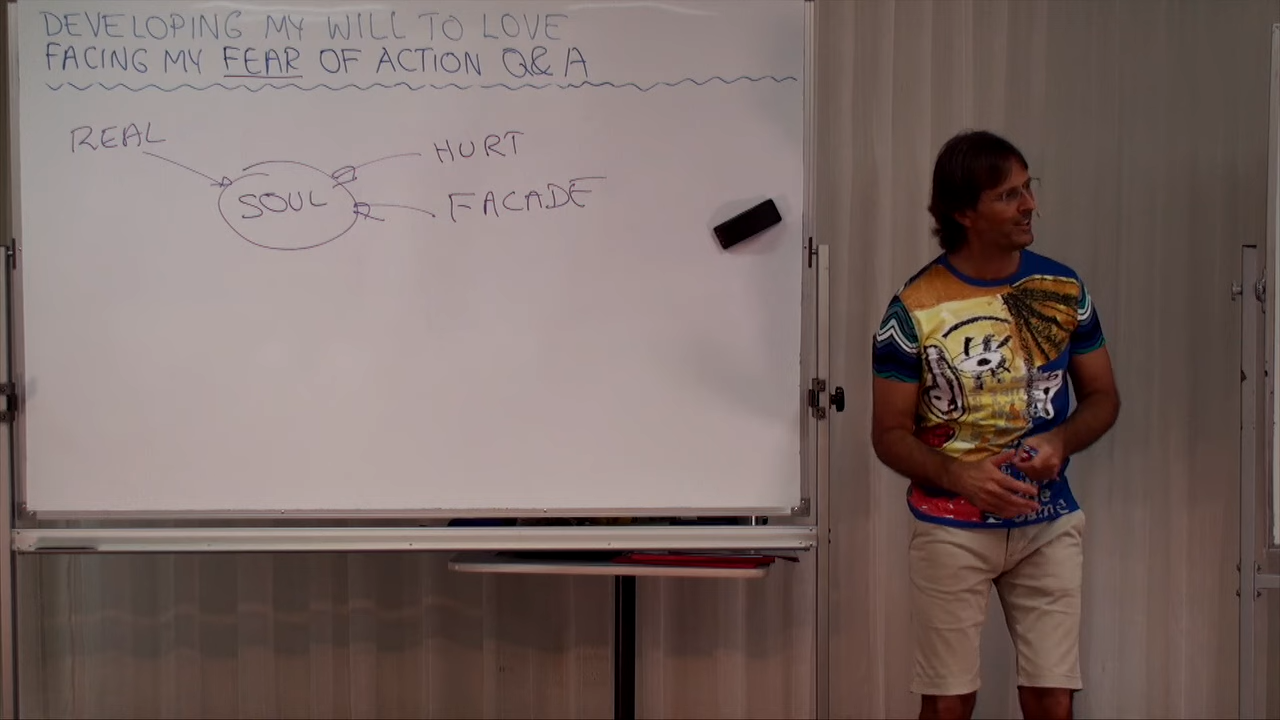 DEVELOPING MY WILL TO LOVE
FACING MY FEAR OF ACTION Q&A
REAL
HURT
SOUL
FACADE